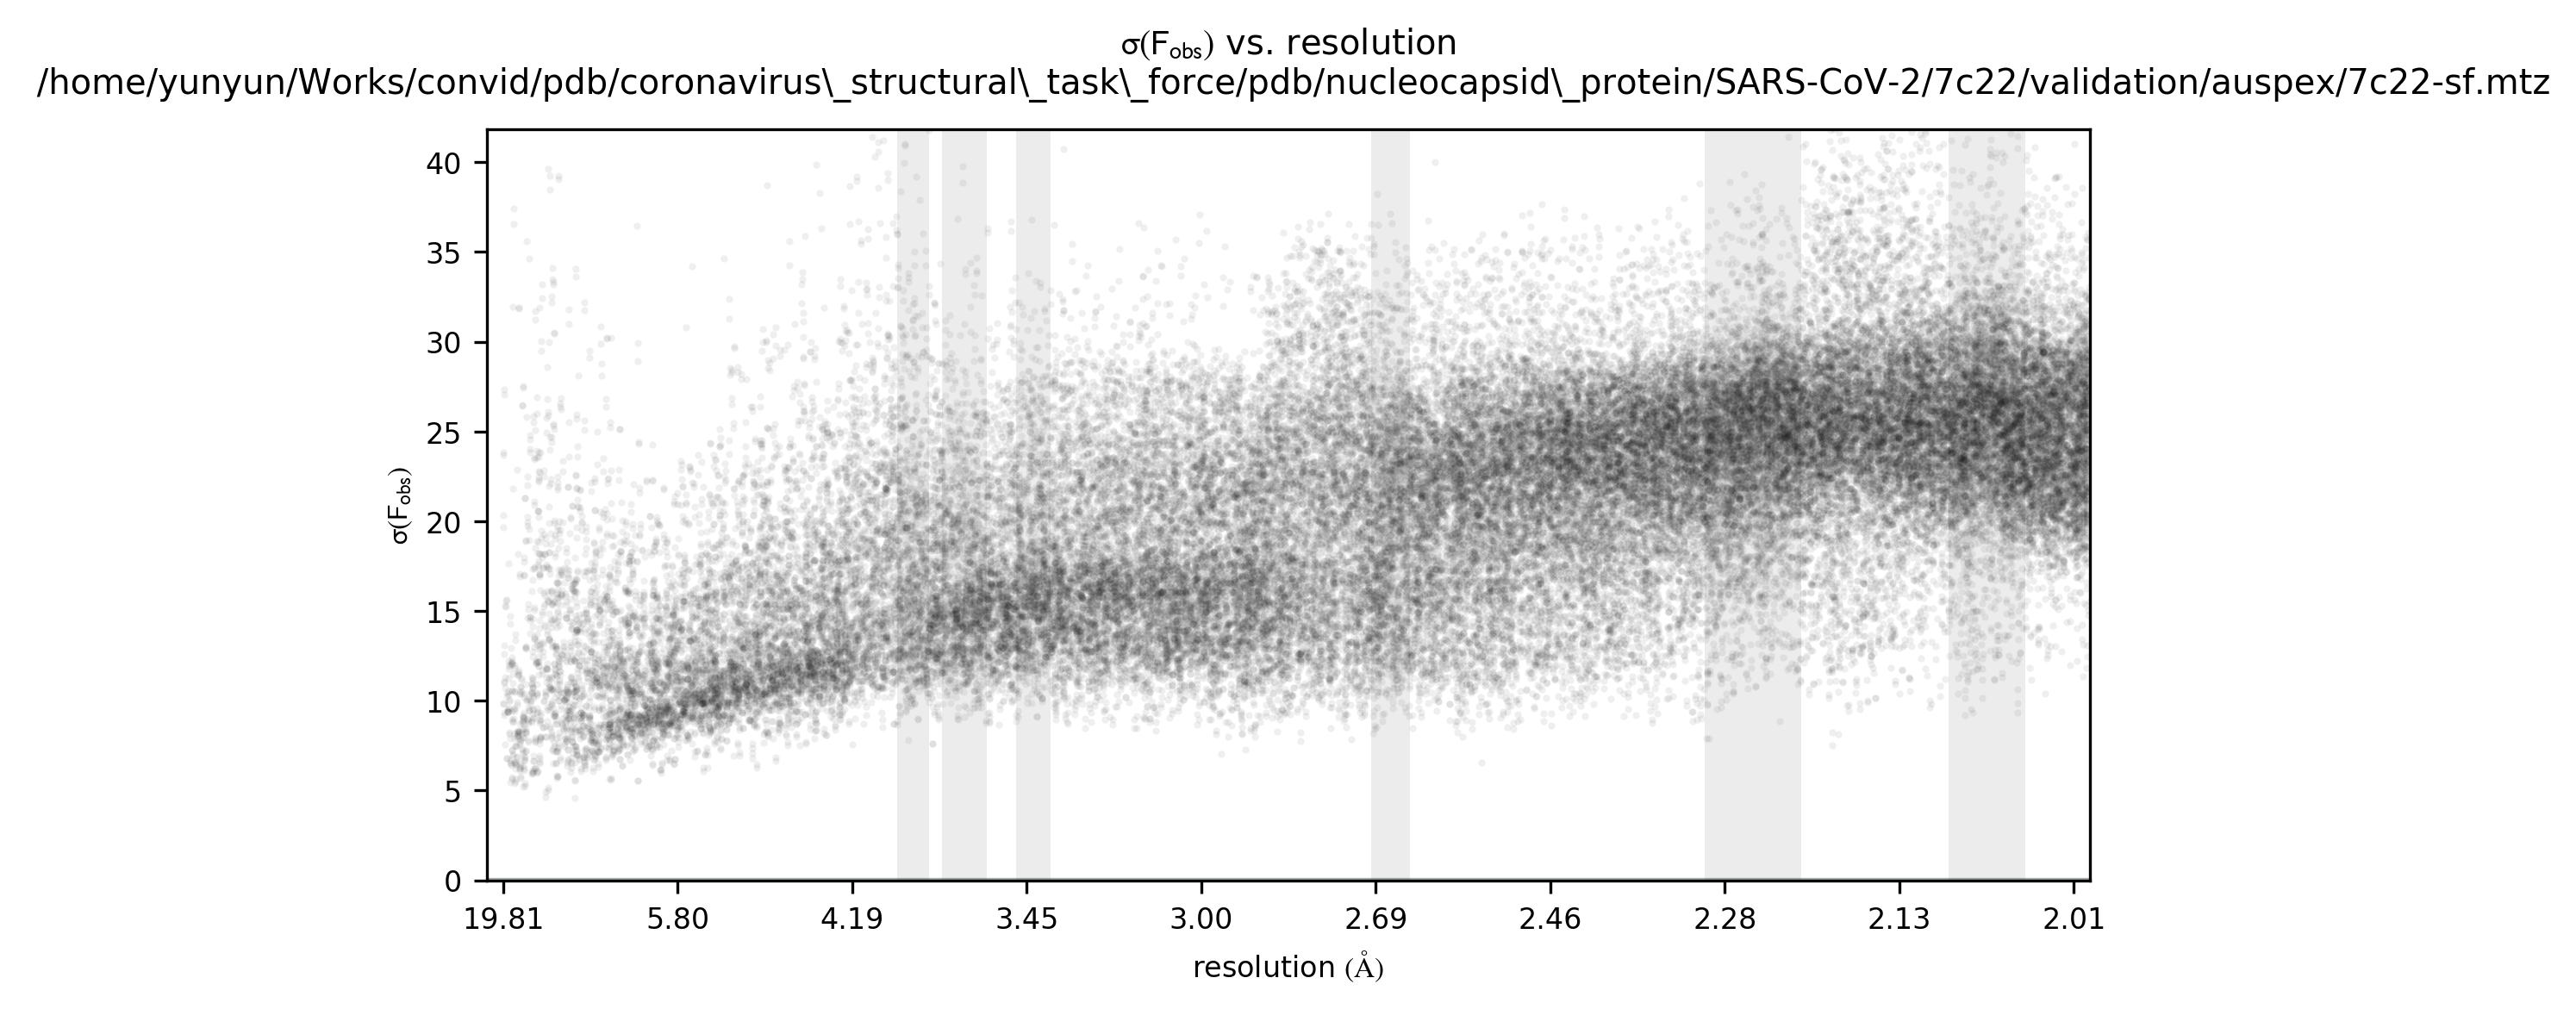 σ(Fobs) vs. resolution
/home/yunyun/Works/convid/pdb/coronavirus\_structural\_task\_force/pdb/nucleocapsid\_protein/SARS-CoV-2/7c22/validation/auspex/7c22-sf.mtz
σ(Fobs)
40
35
30
25
20
15
10
5
0
19.81 5.80 4.19 3.45 3.00 2.69 2.46 2.28 2.13 2.01
resolution (Å)